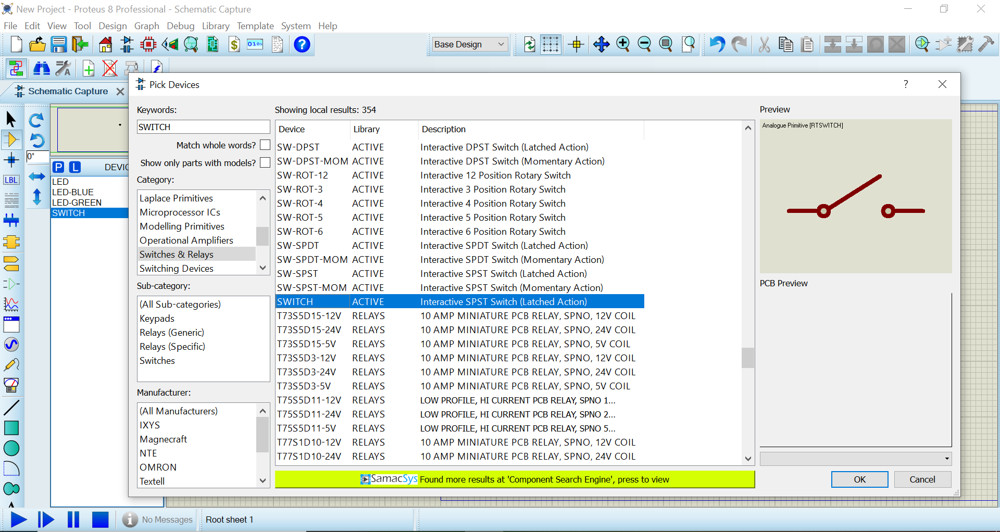 New Project - Proteus 8 Professional - Schematic Capture
File Edit View Tool Design Graph Debug Library Template System Help
Base Design
Schematic Capture
Pick Devices
?
Keywords:
SWITCH
Match whole words?
Show only parts with models?
Category:
Laplace Primitives
Microprocessor ICs
Modelling Primitives
Operational Amplifiers
Switches & Relays
Switching Devices
Sub-category:
(All Sub-categories)
Keypads
Relays (Generic)
Relays (Specific)
Switches
Manufacturer:
(All Manufacturers)
IXYS
Magnecraft
NTE
OMRON
Textell
Showing local results: 354
Device Library Description
SW-DPST ACTIVE Interactive DPST Switch (Latched Action)
SW-DPST-MOM ACTIVE Interactive DPST Switch (Momentary Action)
SW-ROT-12 ACTIVE Interactive 12 Position Rotary Switch
SW-ROT-3 ACTIVE Interactive 3 Position Rotary Switch
SW-ROT-4 ACTIVE Interactive 4 Position Rotary Switch
SW-ROT-5 ACTIVE Interactive 5 Position Rotary Switch
SW-ROT-6 ACTIVE Interactive 6 Position Rotary Switch
SW-SPDT ACTIVE Interactive SPDT Switch (Latched Action)
SW-SPDT-MOM ACTIVE Interactive SPDT Switch (Momentary Action)
SW-SPST ACTIVE Interactive SPST Switch (Latched Action)
SW-SPST-MOM ACTIVE Interactive SPST Switch (Momentary Action)
SWITCH ACTIVE Interactive SPST Switch (Latched Action)
T73S5D15-12V RELAYS 10 AMP MINIATURE PCB RELAY, SPNO, 12V COIL
T73S5D15-24V RELAYS 10 AMP MINIATURE PCB RELAY, SPNO, 24V COIL
T73S5D15-5V RELAYS 10 AMP MINIATURE PCB RELAY, SPNO, 5V COIL
T73S5D3-12V RELAYS 10 AMP MINIATURE PCB RELAY, SPNO, 12V COIL
T73S5D3-24V RELAYS 10 AMP MINIATURE PCB RELAY, SPNO, 24V COIL
T73S5D3-5V RELAYS 10 AMP MINIATURE PCB RELAY, SPNO, 5V COIL
T75S5D11-12V RELAYS LOW PROFILE, HI CURRENT PCB RELAY, SPNO 1...
T75S5D11-24V RELAYS LOW PROFILE, HI CURRENT PCB RELAY, SPNO 2...
T75S5D11-5V RELAYS LOW PROFILE, HI CURRENT PCB RELAY, SPNO 5...
T77S1D10-12V RELAYS 10 AMP MINIATURE PCB RELAY, SPNO, 12V COIL
T77S1D10-24V RELAYS 10 AMP MINIATURE PCB RELAY, SPNO, 24V COIL
SamacSys Found more results at 'Component Search Engine', press to view
Preview
Analogue Primitive [RTSWITCH]
PCB Preview
OK Cancel
0°
LBL
P L DEVIC
LED
LED-BLUE
LED-GREEN
SWITCH
No Messages
Root sheet 1